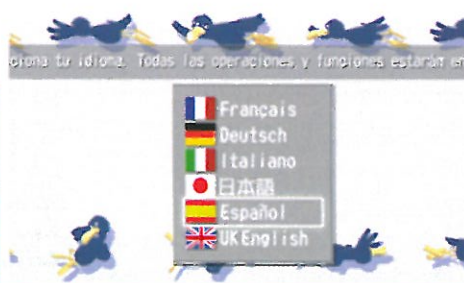 ciona tu idioma. Todas las operaciones y funciones estarán en
Français
Deutsch
Italiano
日本語
Español
UK English